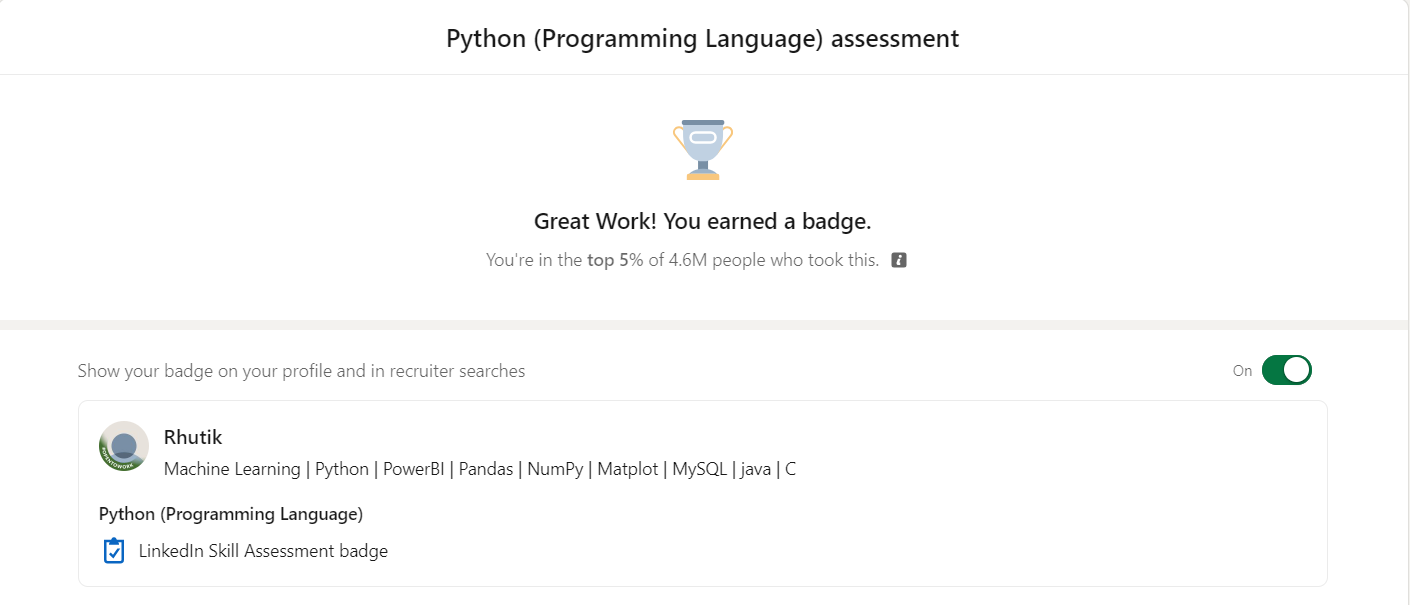 Python (Programming Language) assessment
Great Work! You earned a badge.
You're in the top 5% of 4.6M people who took this. i
Show your badge on your profile and in recruiter searches
On
Rhutik
#OPENTOWORK
Machine Learning | Python | PowerBI | Pandas | NumPy | Matplot | MySQL | java | C
Python (Programming Language)
LinkedIn Skill Assessment badge